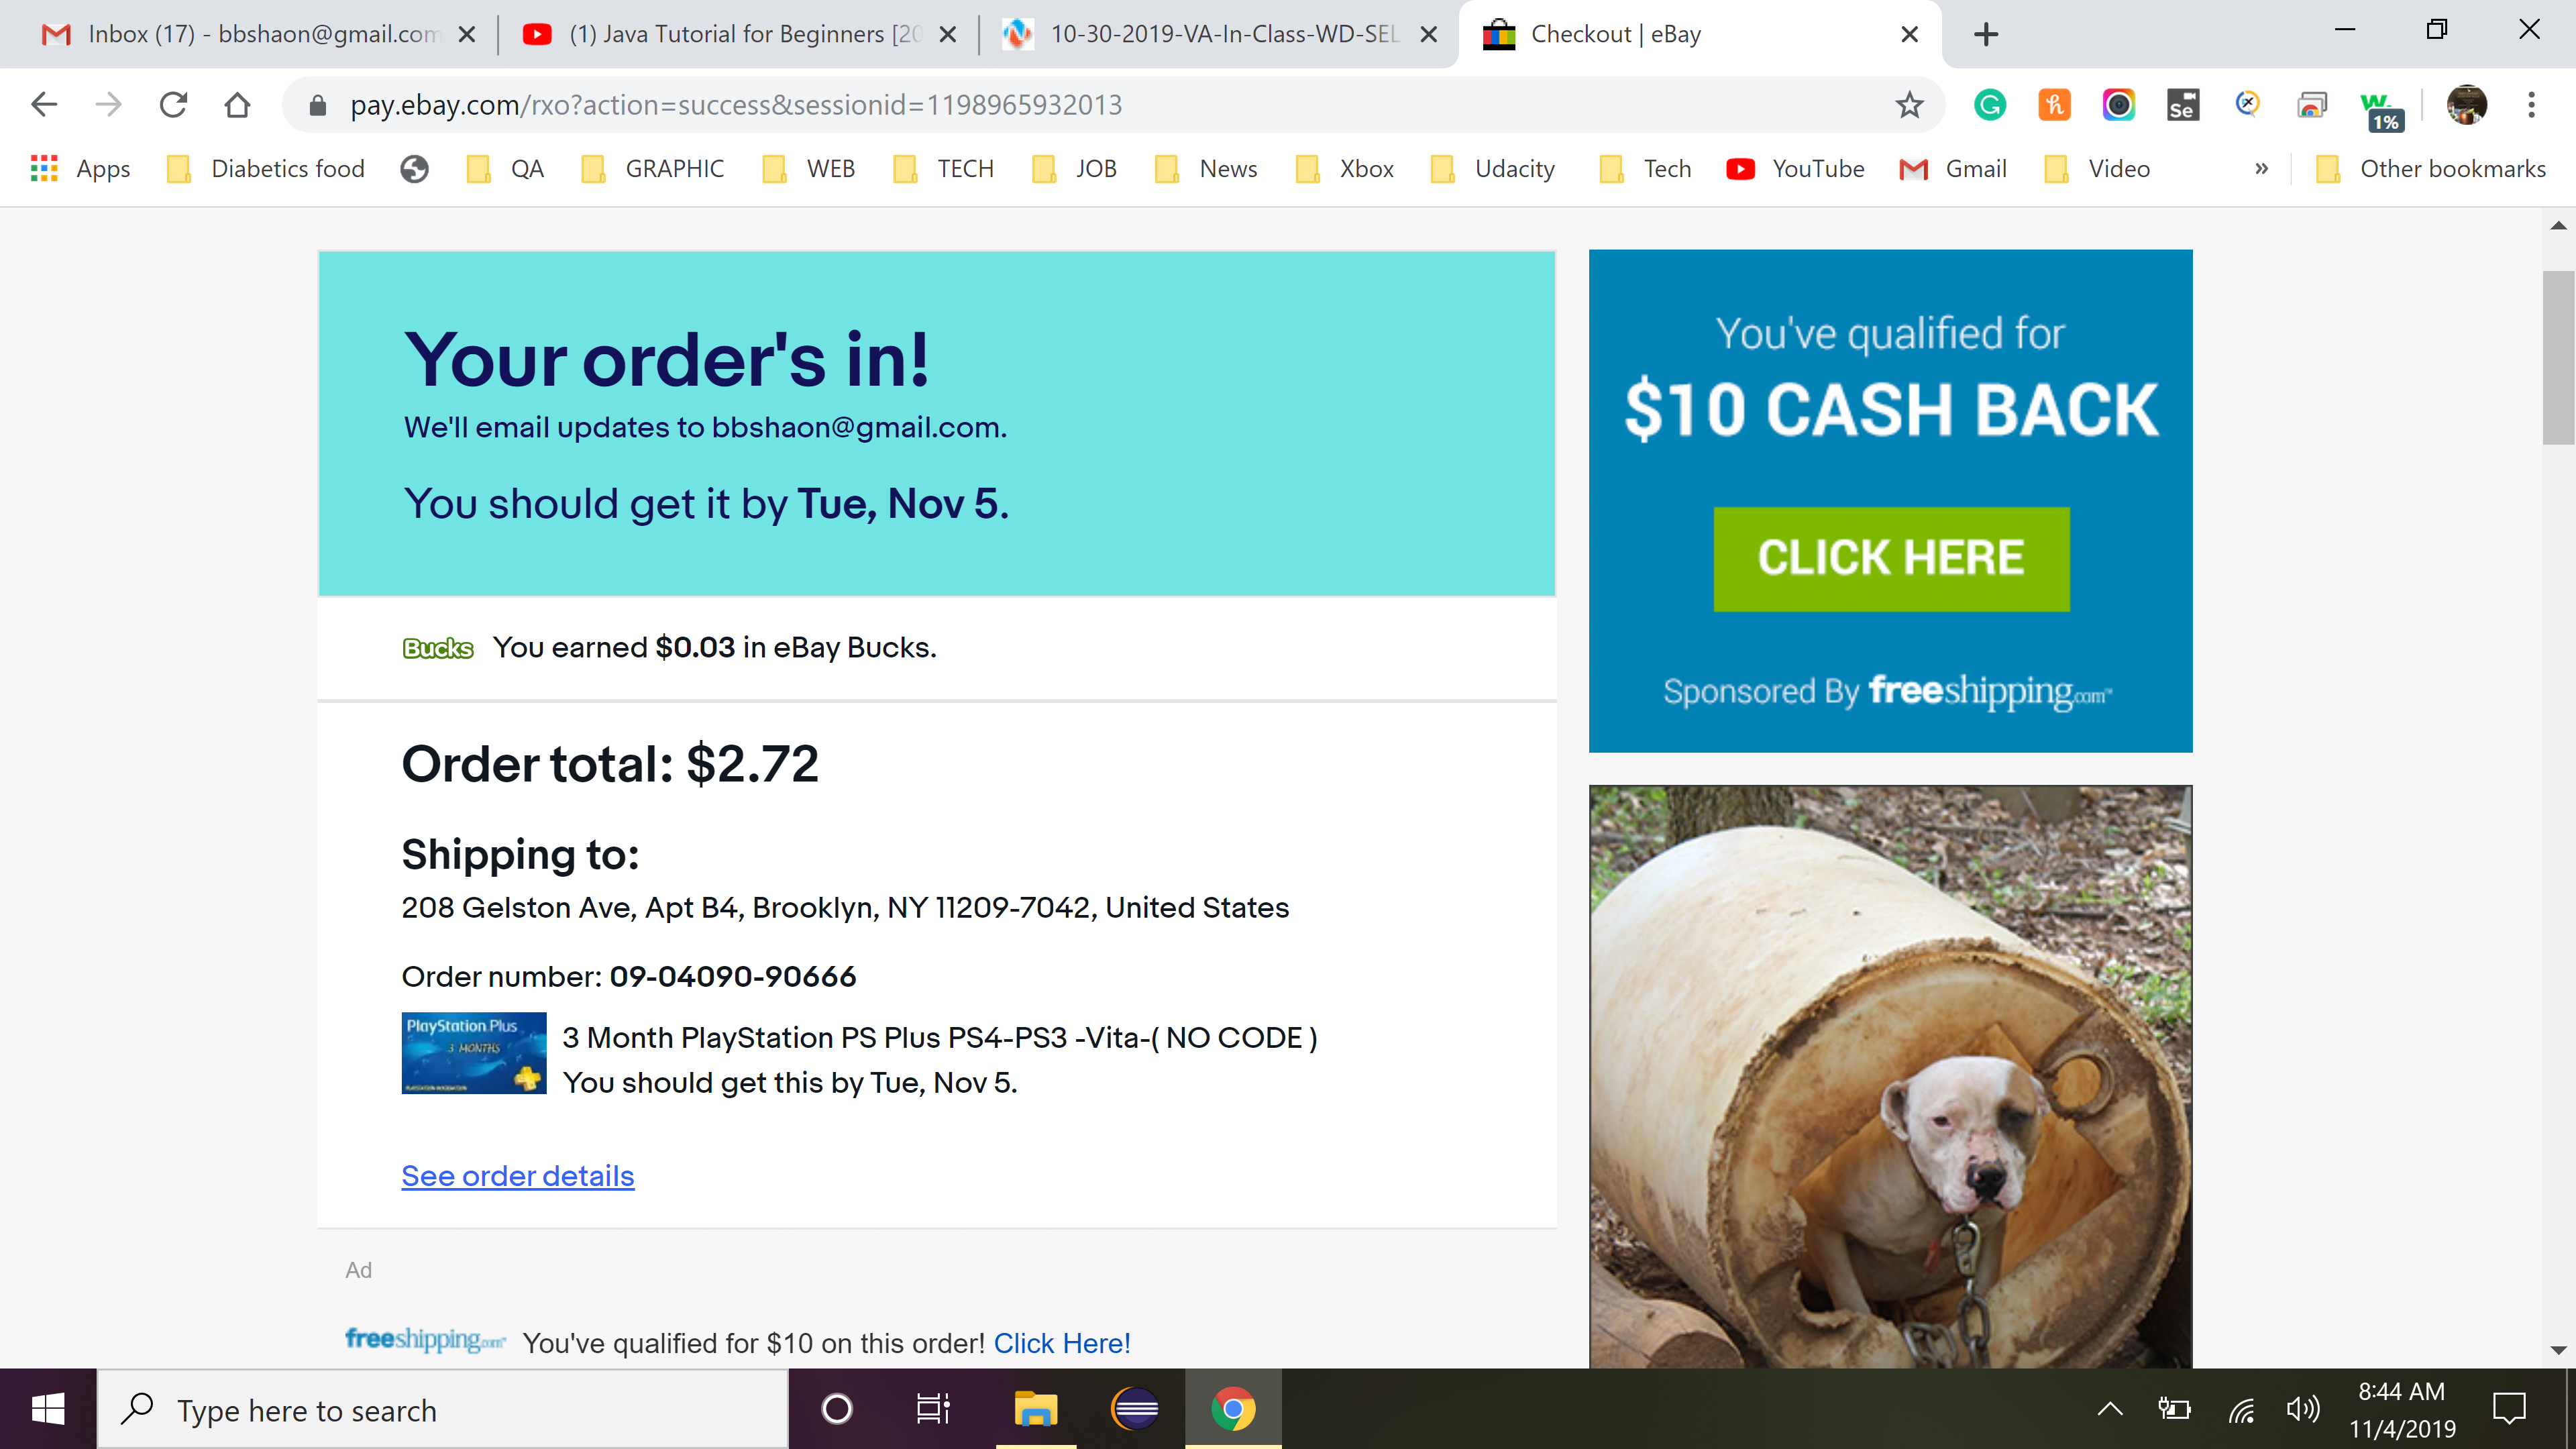 Inbox (17) - bbshaon@gmail.com
(1) Java Tutorial for Beginners [20
10-30-2019-VA-In-Class-WD-SEL
Checkout | eBay
pay.ebay.com/rxo?action=success&sessionid=1198965932013
Se
1%
Apps
Diabetics food
QA
GRAPHIC
WEB
TECH
JOB
News
Xbox
Udacity
Tech
YouTube
Gmail
Video
»
Other bookmarks
Your order's in!
We'll email updates to bbshaon@gmail.com.
You should get it by Tue, Nov 5.
Bucks You earned $0.03 in eBay Bucks.
Order total: $2.72
Shipping to:
208 Gelston Ave, Apt B4, Brooklyn, NY 11209-7042, United States
Order number: 09-04090-90666
PlayStation Plus
3 MONTHS
3 Month PlayStation PS Plus PS4-PS3 -Vita-( NO CODE )
You should get this by Tue, Nov 5.
See order details
Ad
freeshipping.com You've qualified for $10 on this order! Click Here!
You've qualified for
$10 CASH BACK
CLICK HERE
Sponsored By freeshipping.com™
Type here to search
8:44 AM
11/4/2019